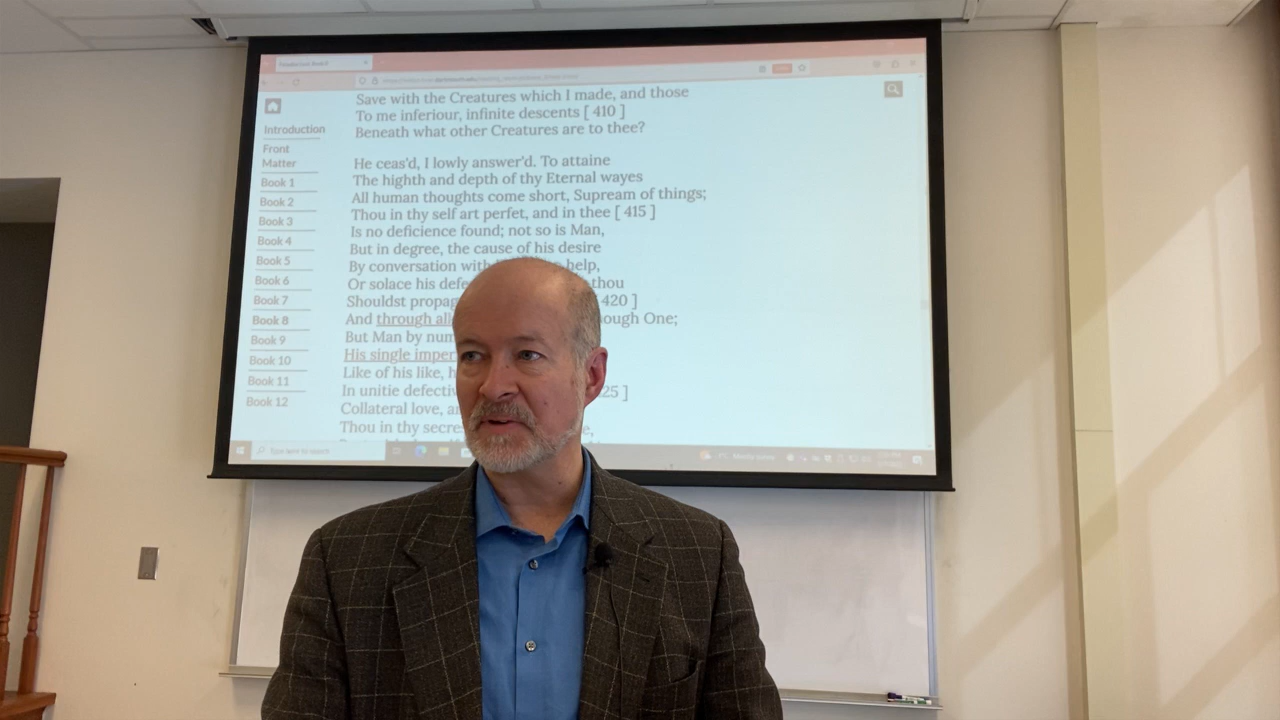 Save with the Creatures which I made, and those
To me inferiour, infinite descents [ 410 ]
Beneath what other Creatures are to thee?
He ceas'd, I lowly answer'd. To attaine
The highth and depth of thy Eternal wayes
All human thoughts come short, Supream of things;
Thou in thy self art perfet, and in thee [ 415 ]
Is no deficience found; not so is Man,
But in degree, the cause of his desire
By conversation with help,
Or solace his thou
Shouldst 420 ]
And through One;
But Man by
His single
Like of his like,
In unitie 25 ]
Collateral love,
Thou in thy
Introduction
Front
Matter
Book 1
Book 2
Book 3
Book 4
Book 5
Book 6
Book 7
Book 8
Book 9
Book 10
Book 11
Book 12
Type here to search